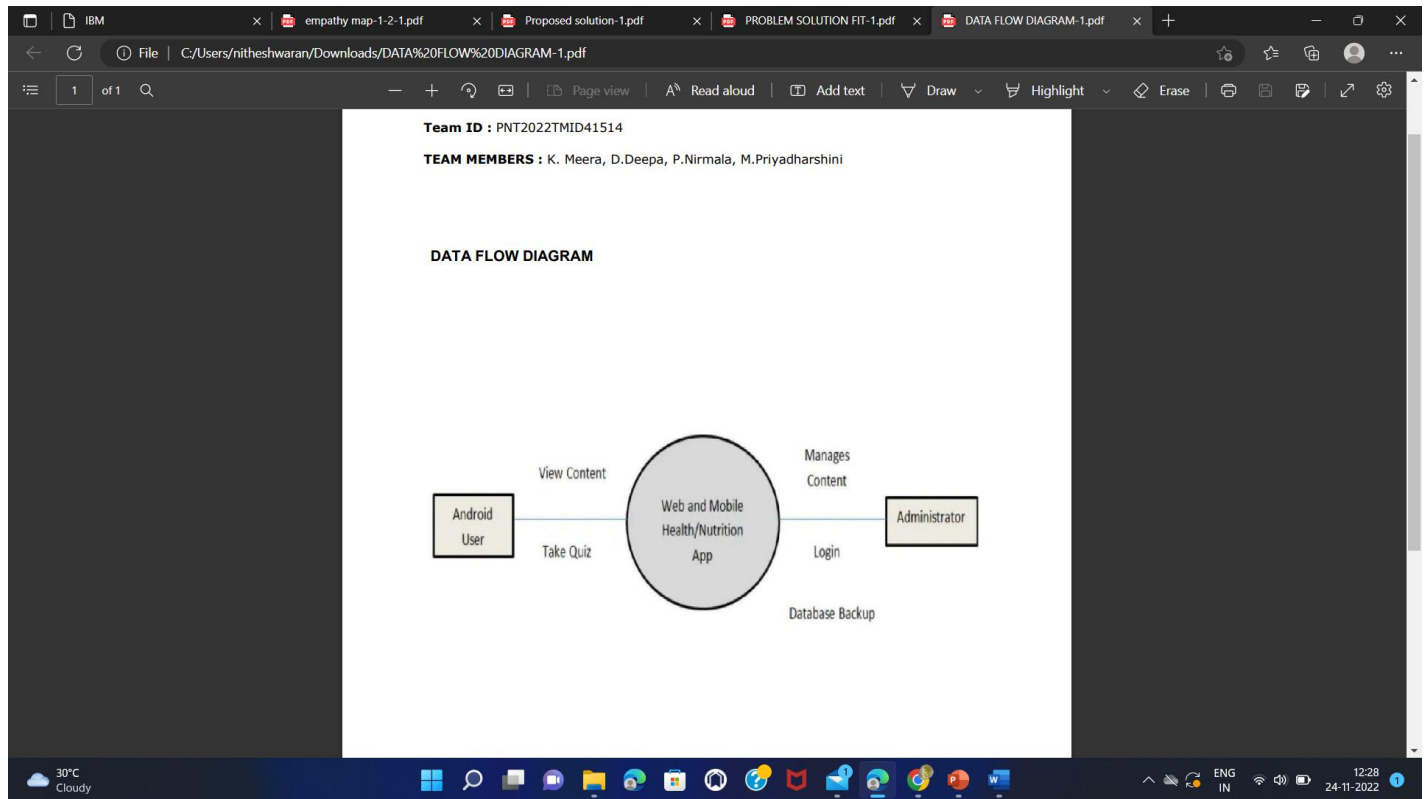 IBM
empathy map-1-2-1.pdf
Proposed solution-1.pdf
PROBLEM SOLUTION FIT-1.pdf
DATA FLOW DIAGRAM-1.pdf
File
C:/Users/nitheshwaran/Downloads/DATA%20FLOW%20DIAGRAM-1.pdf
1 of 1
Page view
Read aloud
Add text
Draw
Highlight
Erase
Team ID : PNT2022TMID41514
TEAM MEMBERS : K. Meera, D.Deepa, P.Nirmala, M.Priyadharshini
DATA FLOW DIAGRAM
Android
User
View Content
Take Quiz
Web and Mobile
Health/Nutrition
App
Manages
Content
Login
Database Backup
Administrator
30°C
Cloudy
1
ENG
IN
12:28
24-11-2022
1